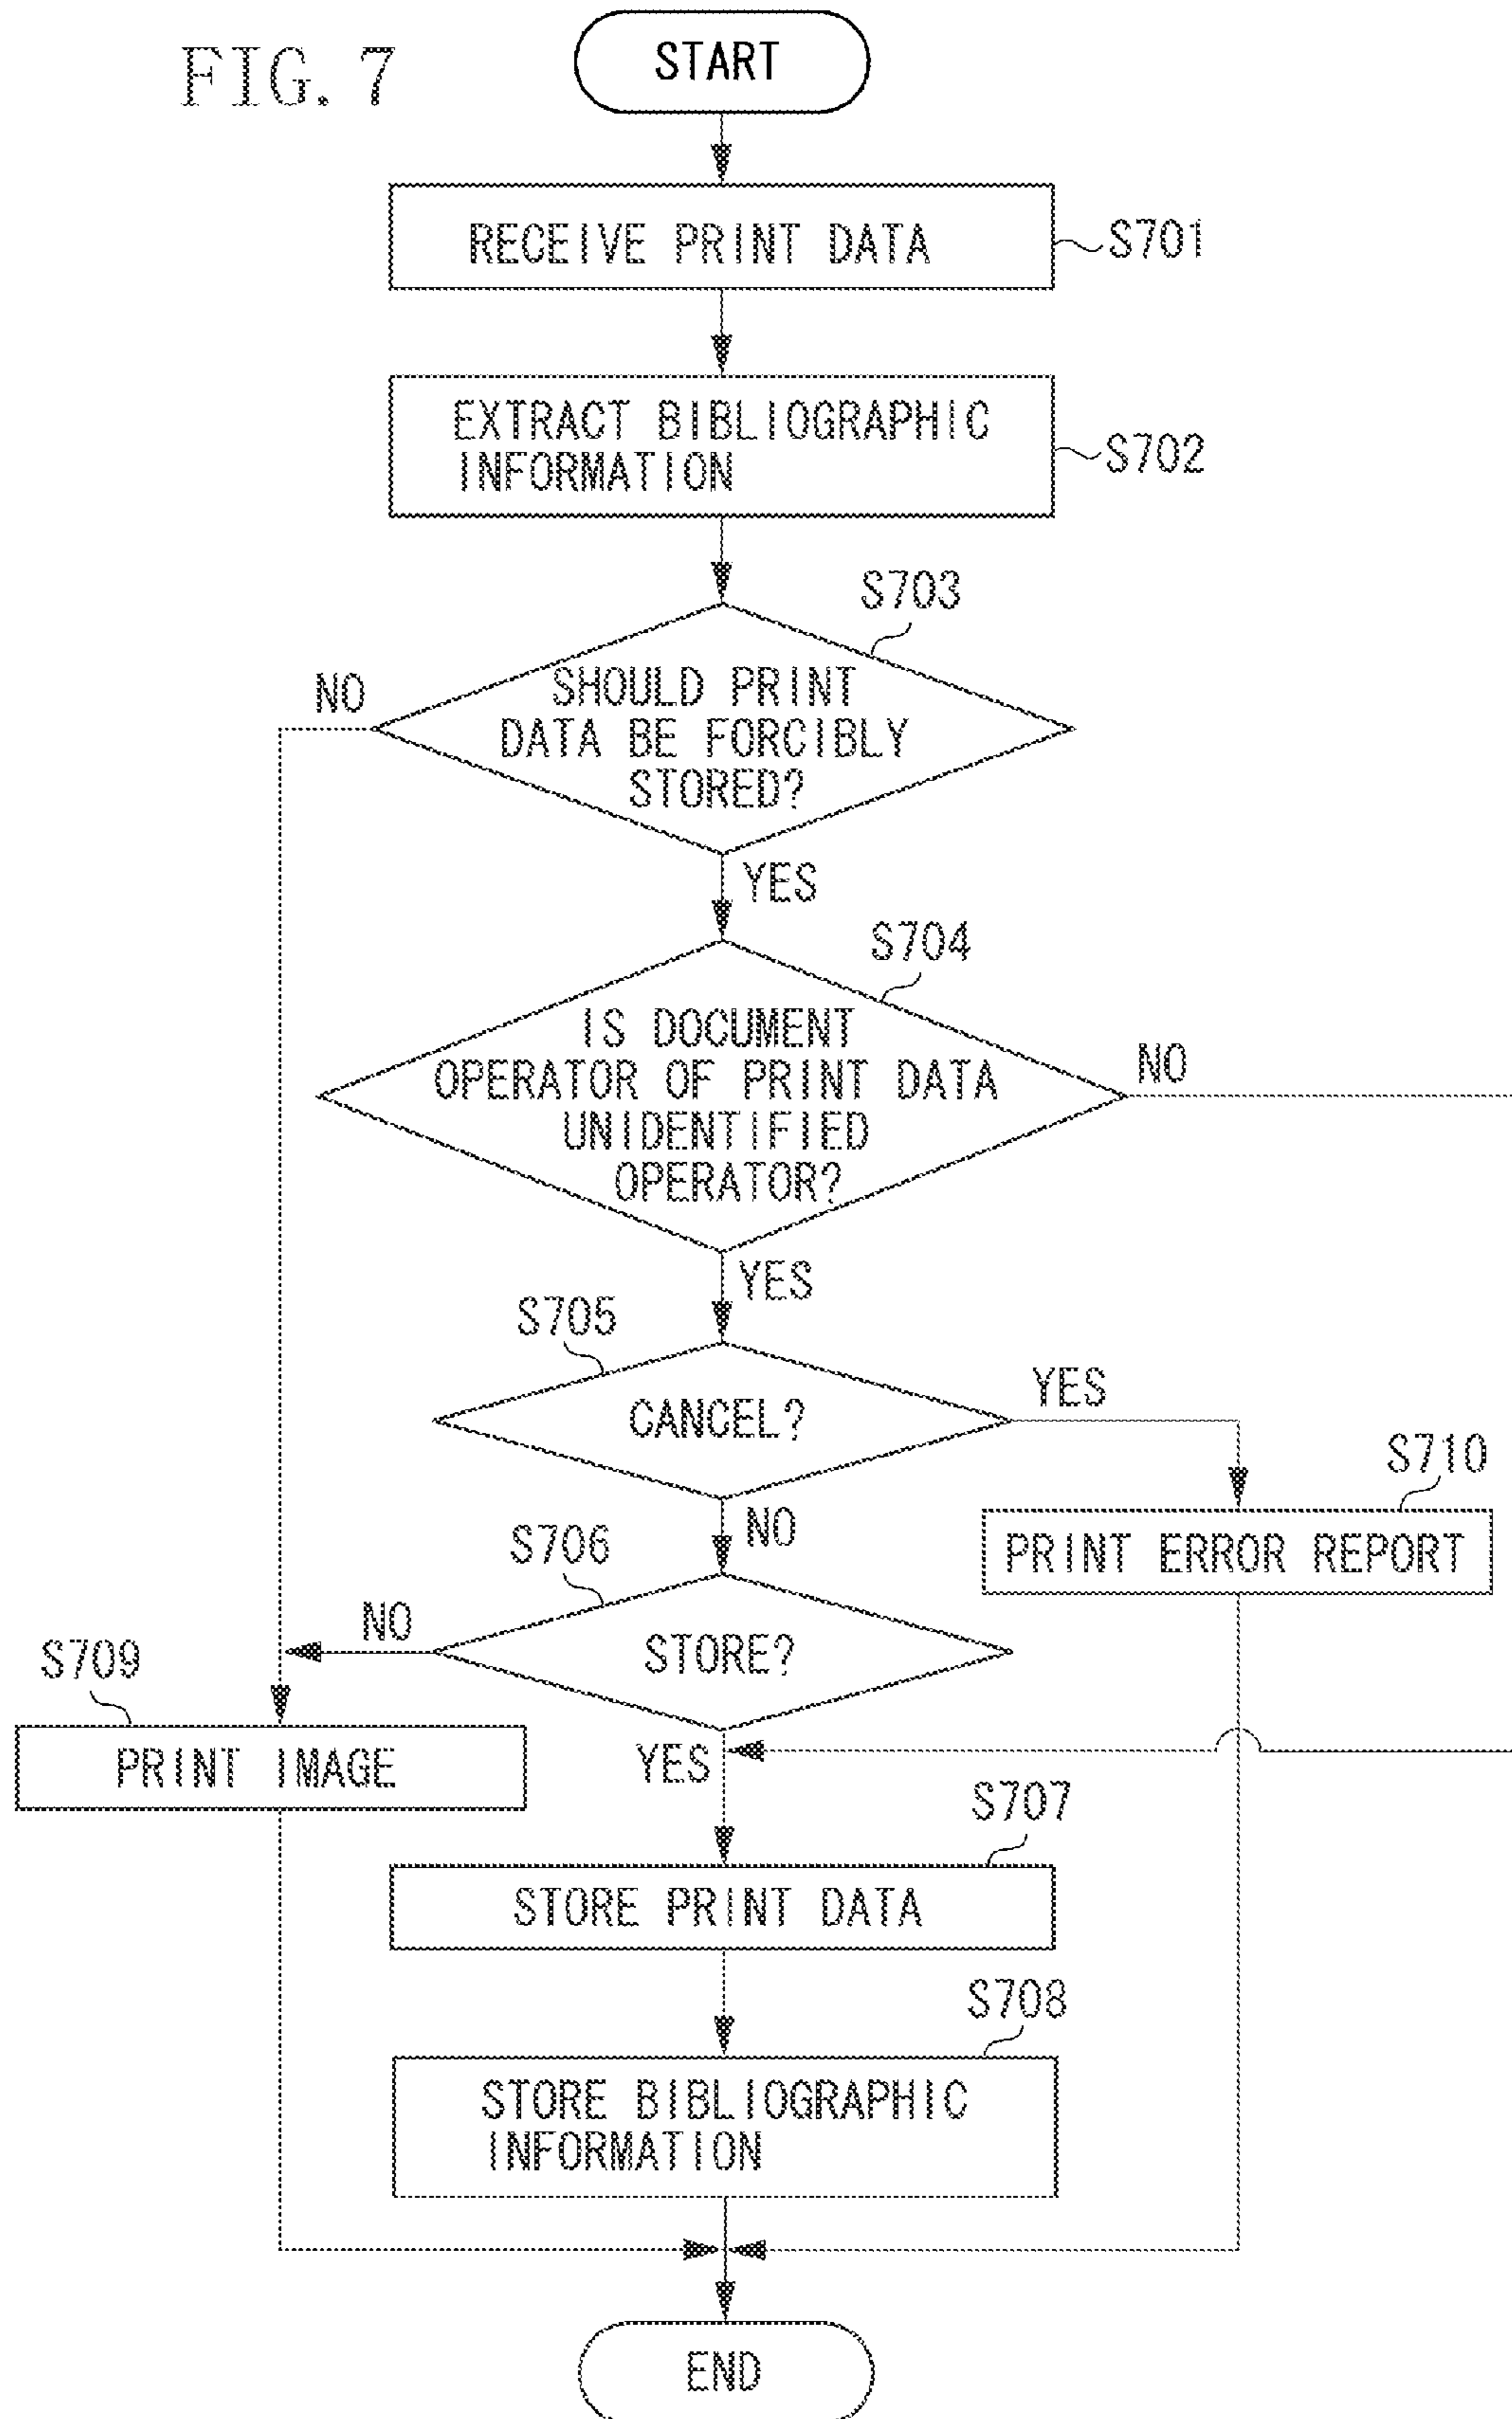 FIG. 7
START
RECEIVE PRINT DATA
S701
EXTRACT BIBLIOGRAPHIC
INFORMATION
S702
S703
SHOULD PRINT
DATA BE FORCIBLY
STORED?
NO
YES
S704
IS DOCUMENT
OPERATOR OF PRINT DATA
UNIDENTIFIED
OPERATOR?
NO
YES
S705
CANCEL?
YES
S710
PRINT ERROR REPORT
NO
S706
STORE?
NO
S709
PRINT IMAGE
YES
S707
STORE PRINT DATA
S708
STORE BIBLIOGRAPHIC
INFORMATION
END